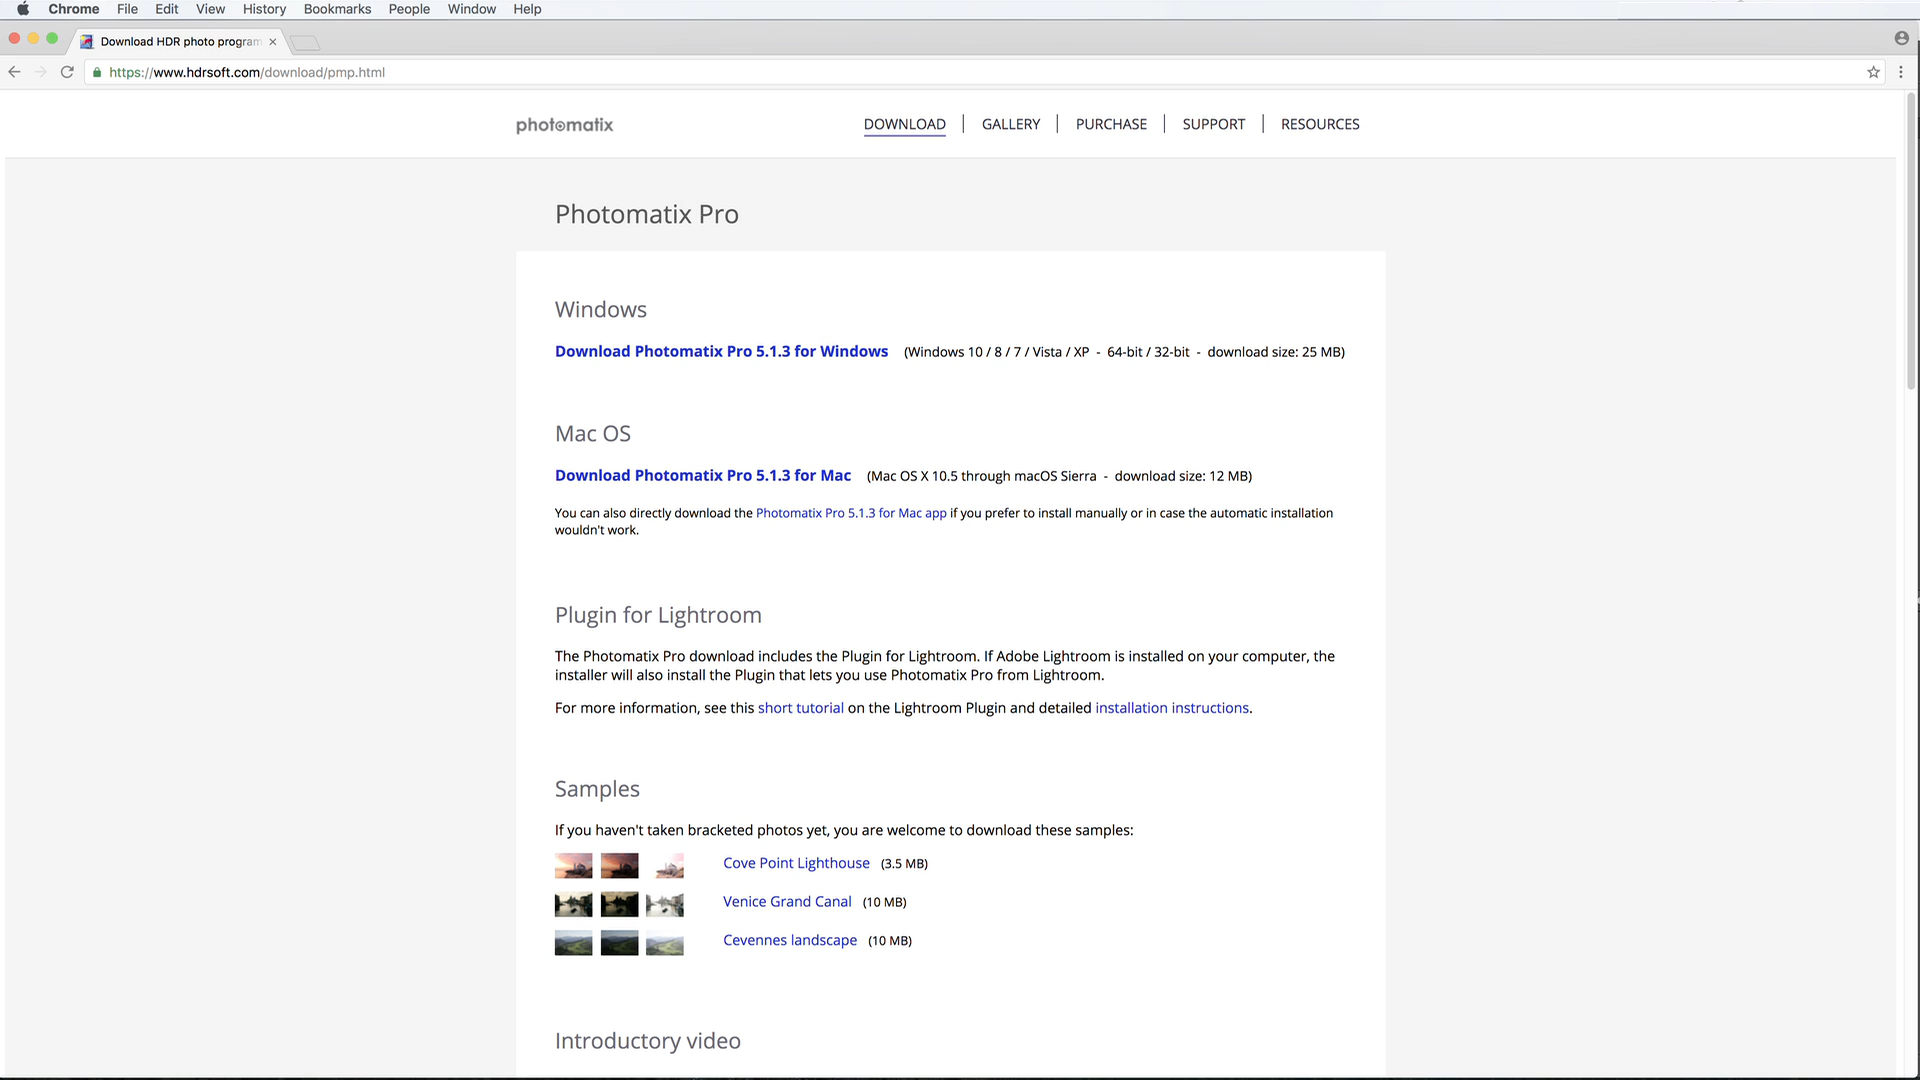 Chrome File Edit View History Bookmarks People Window Help
Download HDR photo program
https://www.hdrsoft.com/download/pmp.html
photomatix
DOWNLOAD GALLERY PURCHASE SUPPORT RESOURCES
Photomatix Pro
Windows
Download Photomatix Pro 5.1.3 for Windows (Windows 10 / 8 / 7 / Vista / XP - 64-bit / 32-bit - download size: 25 MB)
Mac OS
Download Photomatix Pro 5.1.3 for Mac (Mac OS X 10.5 through macOS Sierra - download size: 12 MB)
You can also directly download the Photomatix Pro 5.1.3 for Mac app if you prefer to install manually or in case the automatic installation
wouldn't work.
Plugin for Lightroom
The Photomatix Pro download includes the Plugin for Lightroom. If Adobe Lightroom is installed on your computer, the
installer will also install the Plugin that lets you use Photomatix Pro from Lightroom.
For more information, see this short tutorial on the Lightroom Plugin and detailed installation instructions.
Samples
If you haven't taken bracketed photos yet, you are welcome to download these samples:
Cove Point Lighthouse (3.5 MB)
Venice Grand Canal (10 MB)
Cevennes landscape (10 MB)
Introductory video